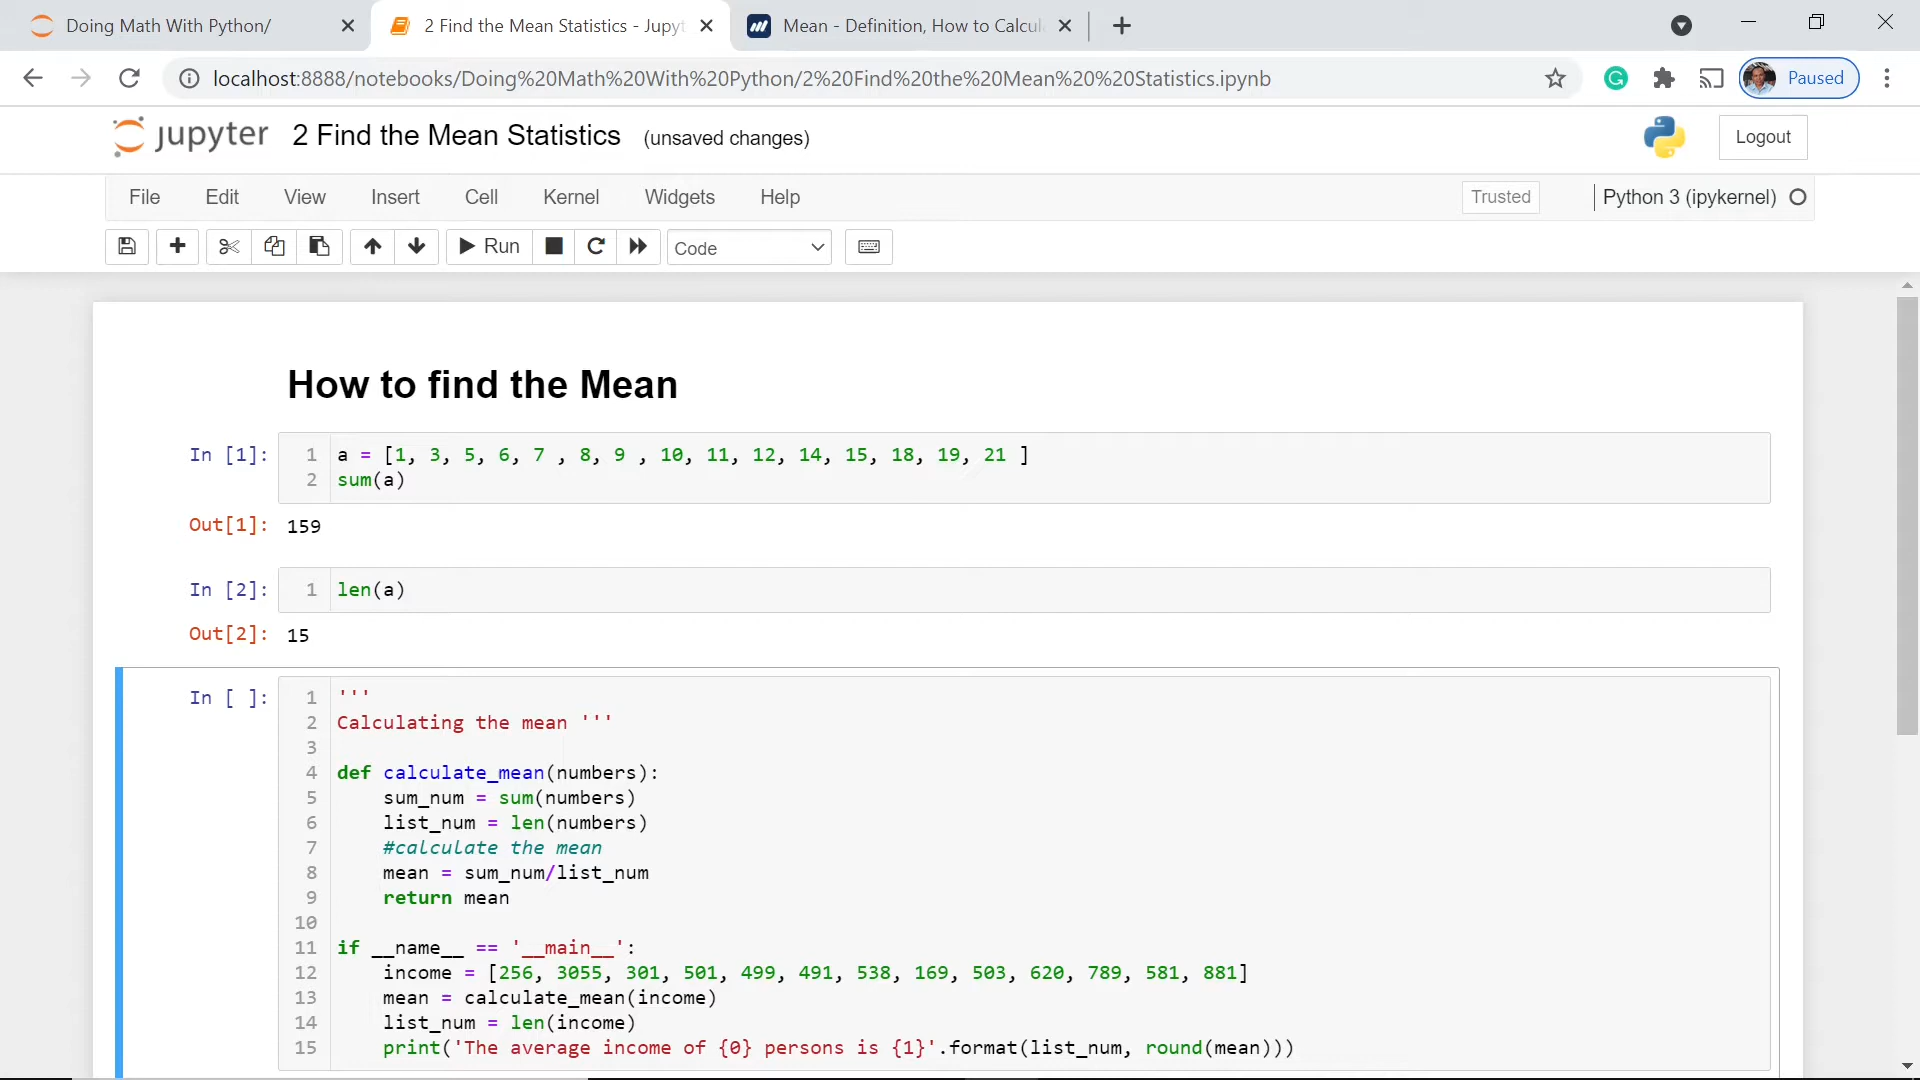 Doing Math With Python/
2 Find the Mean Statistics - Jupyt
Mean - Definition, How to Calcul
localhost:8888/notebooks/Doing%20Math%20With%20Python/2%20Find%20the%20Mean%20%20Statistics.ipynb
Paused
jupyter 2 Find the Mean Statistics (unsaved changes)
Logout
File Edit View Insert Cell Kernel Widgets Help
Trusted
Python 3 (ipykernel)
Run
Code
How to find the Mean
In [1]:
1 a = [1, 3, 5, 6, 7 , 8, 9 , 10, 11, 12, 14, 15, 18, 19, 21 ]
2 sum(a)
Out[1]: 159
In [2]: 1 len(a)
Out[2]: 15
In [ ]:
1 '''
2 Calculating the mean '''
3
4 def calculate_mean(numbers):
5     sum_num = sum(numbers)
6     list_num = len(numbers)
7     #calculate the mean
8     mean = sum_num/list_num
9     return mean
10
11 if __name__ == '__main__':
12     income = [256, 3055, 301, 501, 499, 491, 538, 169, 503, 620, 789, 581, 881]
13     mean = calculate_mean(income)
14     list_num = len(income)
15     print('The average income of {0} persons is {1}'.format(list_num, round(mean)))